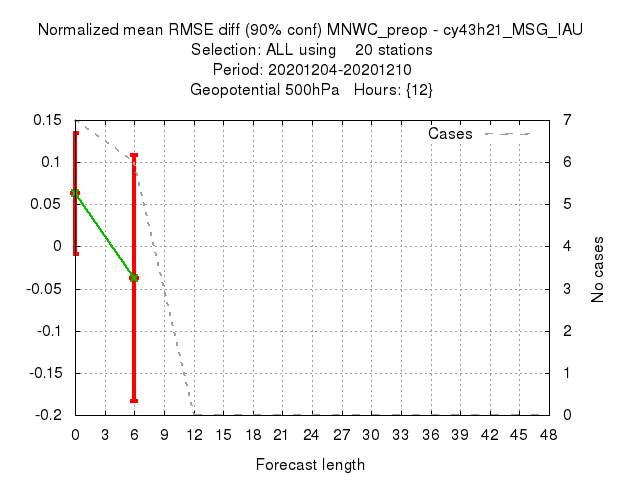 Normalized mean RMSE diff (90% conf) MNWC_preop - cy43h21_MSG_IAU
Selection: ALL using    20 stations
Period: 20201204-20201210
Geopotential 500hPa   Hours: {12}
Cases
0.15
0.1
0.05
0
-0.05
-0.1
-0.15
-0.2
7
6
5
4
3
2
1
0
No cases
0 3 6 9 12 15 18 21 24 27 30 33 36 39 42 45 48
Forecast length